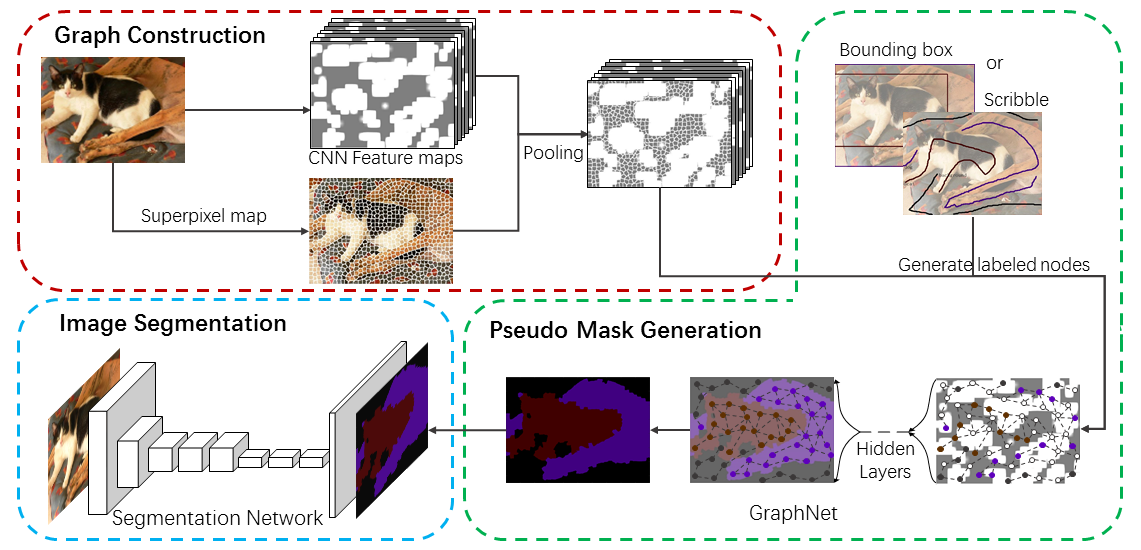 Graph Construction
CNN Feature maps
Superpixel map
Pooling
Bounding box
or
Scribble
Generate labeled nodes
Image Segmentation
Segmentation Network
Pseudo Mask Generation
Hidden
Layers
GraphNet